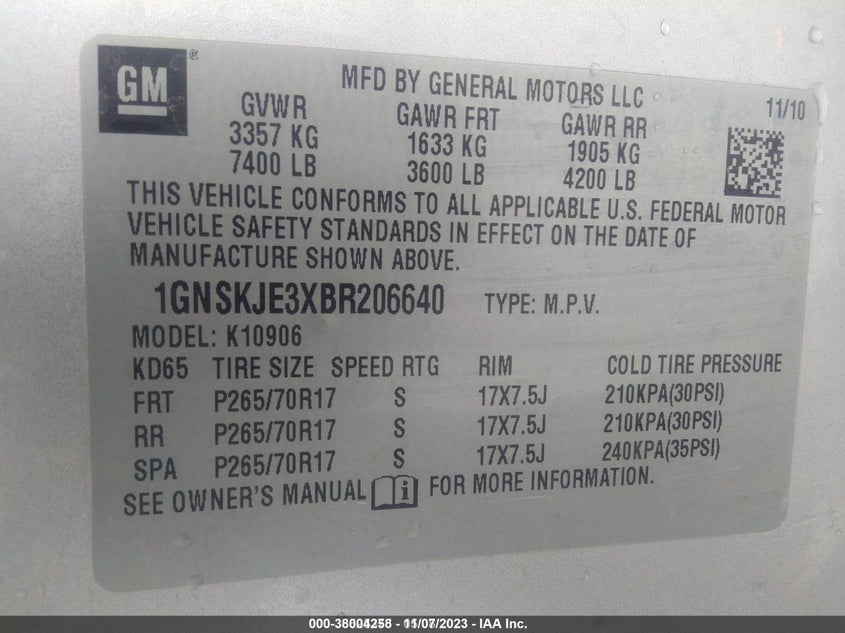 GM ®
MFD BY GENERAL MOTORS LLC
11/10
GVWR GAWR FRT GAWR RR
3357 KG 1633 KG 1905 KG
7400 LB 3600 LB 4200 LB
THIS VEHICLE CONFORMS TO ALL APPLICABLE U.S. FEDERAL MOTOR
VEHICLE SAFETY STANDARDS IN EFFECT ON THE DATE OF
MANUFACTURE SHOWN ABOVE.
1GNSKJE3XBR206640 TYPE: M.P.V.
MODEL: K10906
KD65 TIRE SIZE SPEED RTG RIM COLD TIRE PRESSURE
FRT P265/70R17 S 17X7.5J 210KPA(30PSI)
RR P265/70R17 S 17X7.5J 210KPA(30PSI)
SPA P265/70R17 S 17X7.5J 240KPA(35PSI)
SEE OWNER'S MANUAL i FOR MORE INFORMATION.
000-38004258 - 11/07/2023 - IAA Inc.